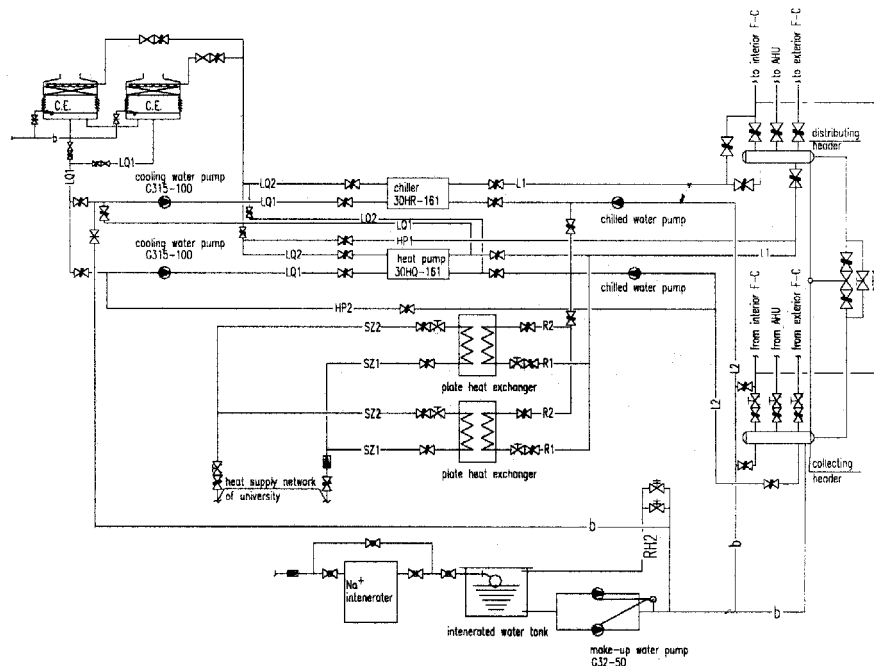 to interior F-C
to AHU
to exterior F-C
C.E.
C.E.
b
LQ1
LQ1
distributing
header
cooling water pump
G315-100
LQ2
chiller
30HR-161
L1
LQ1
chilled water pump
LQ2
LQ1
cooling water pump
G315-100
HP1
L1
LQ2
heat pump
30HQ-161
LQ1
chilled water pump
from interior F-C
from AHU
from exterior F-C
HP2
SZ2
R2
L2
SZ1
R1
plate heat exchanger
L2
SZ2
R2
SZ1
R1
plate heat exchanger
collecting
header
heat supply network
of university
b
RH2
b
Na+
intenerater
intenerated water tank
b
make-up water pump
G32-50